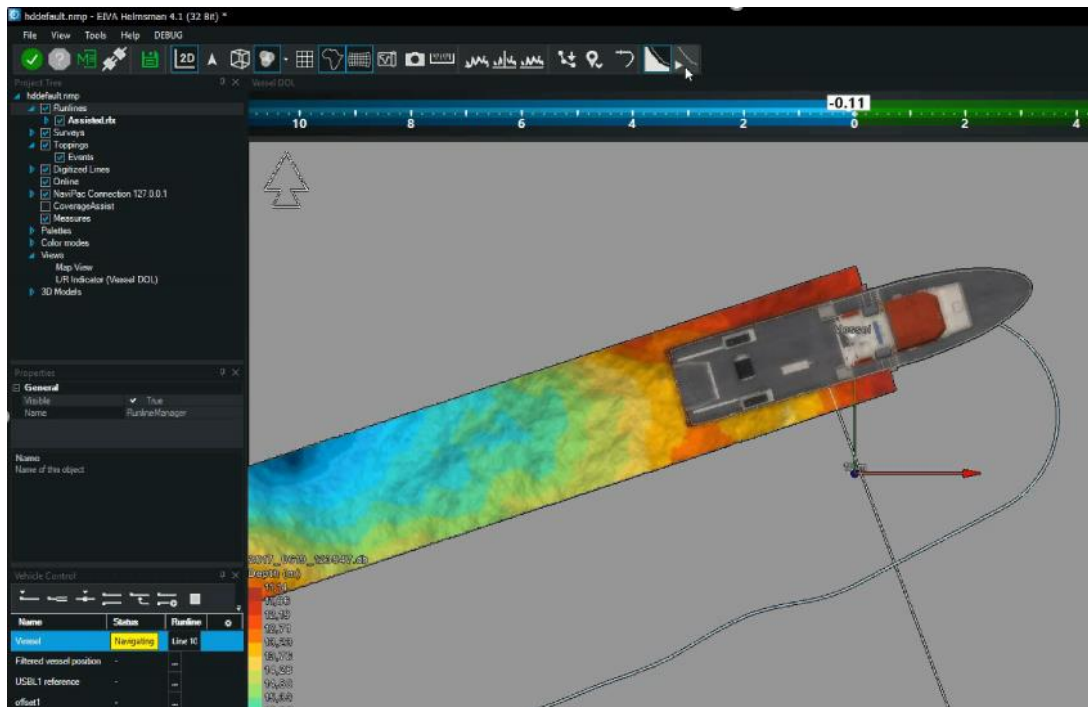 hddefault.nmp - EIVA Helmsman 4.1 (32 Bit) *
File View Tools Help DEBUG
2D
Project Tree
Vessel DOL
hddefault.nmp
Runlines
Assisted.rlx
Surveys
Toppings
Events
Digitized Lines
Online
NaviPac Connection 127.0.0.1
CoverageAssist
Measures
Palettes
Color modes
Views
Map View
L/R Indicator (Vessel DOL)
3D Models
-0.11
10 8 6 4 2 0 2 4
Vessel
Properties
General
Visible True
Name RunlineManager
Name
Name of this object
Depth (m)
Vehicle Control
Name Status Runline
Vessel Navigating Line 10
Filtered vessel position - ...
USBL1 reference - ...
offset1 - ...